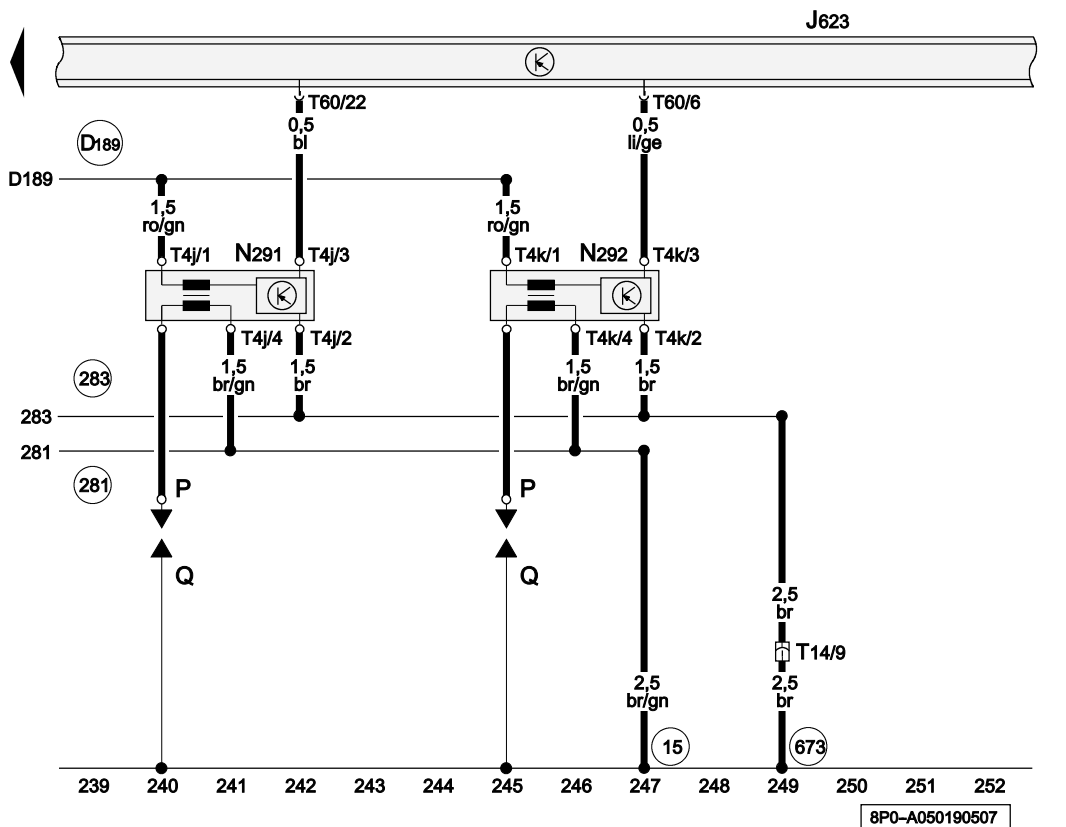 J623
T60/22
T60/6
0,5
bl
0,5
li/ge
D189
D189
1,5
ro/gn
1,5
ro/gn
T4j/1
N291
T4j/3
T4k/1
N292
T4k/3
T4j/4
T4j/2
T4k/4
T4k/2
1,5
br/gn
1,5
br
1,5
br/gn
1,5
br
283
283
281
281
P
P
Q
Q
2,5
br
T14/9
2,5
br/gn
2,5
br
15
673
239 240 241 242 243 244 245 246 247 248 249 250 251 252
8P0–A050190507